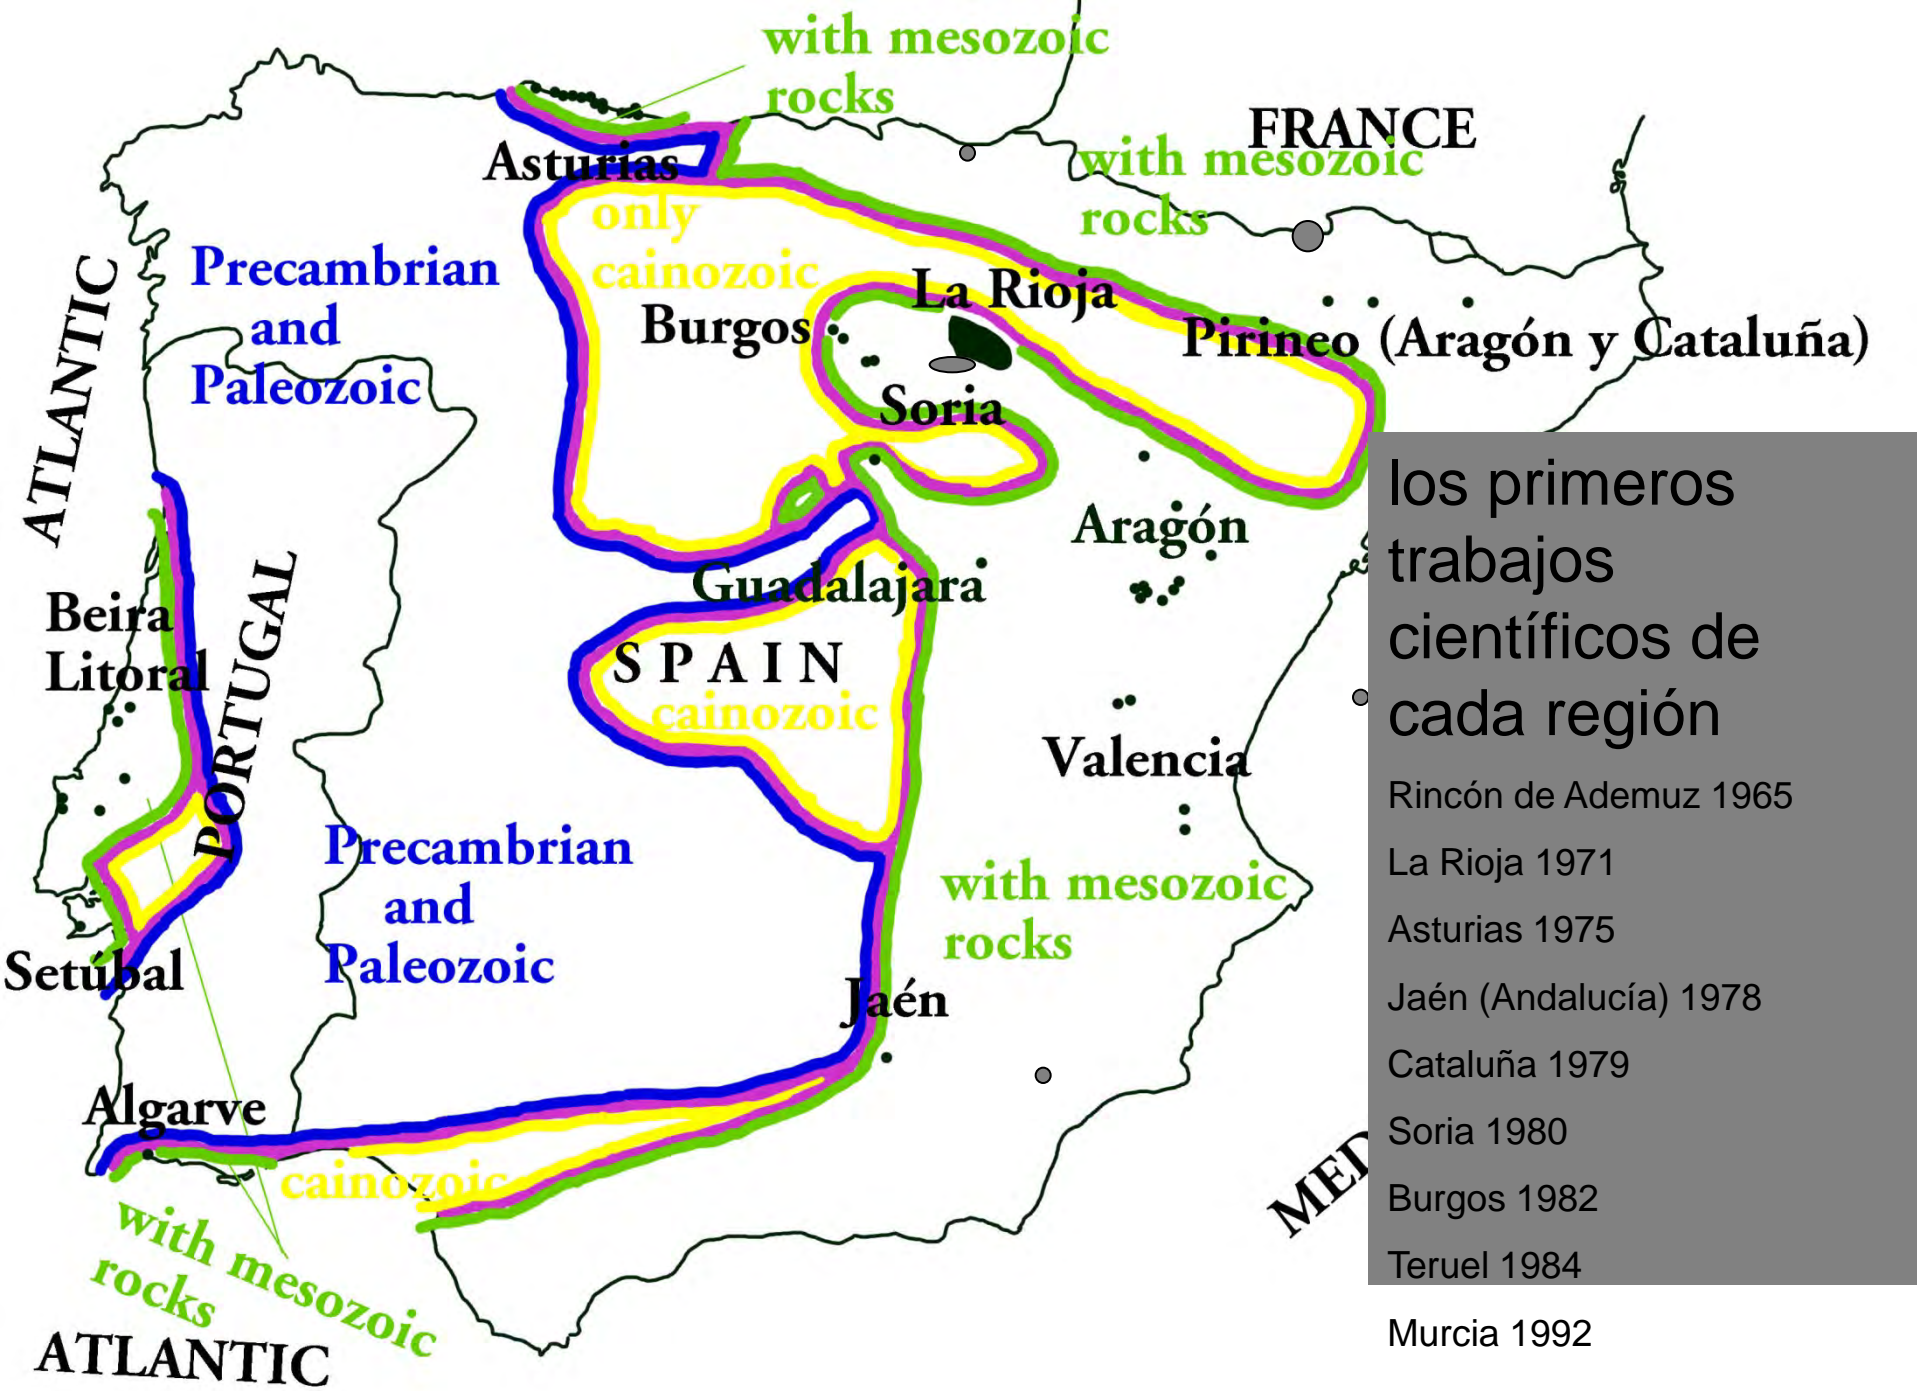 with mesozoic
rocks
FRANCE
with mesozoic
rocks
Asturias
only
cainozoic
Precambrian
and
Paleozoic
ATLANTIC
La Rioja
Burgos
Pirineo (Aragón y Cataluña)
Soria
Aragón
Guadalajara
Beira
Litoral
PORTUGAL
SPAIN
cainozoic
Valencia
Precambrian
and
Paleozoic
with mesozoic
rocks
Setúbal
Jaén
Algarve
cainozoic
with mesozoic
rocks
ATLANTIC
MED
los primeros
trabajos
científicos de
cada región
Rincón de Ademuz 1965
La Rioja 1971
Asturias 1975
Jaén (Andalucía) 1978
Cataluña 1979
Soria 1980
Burgos 1982
Teruel 1984
Murcia 1992